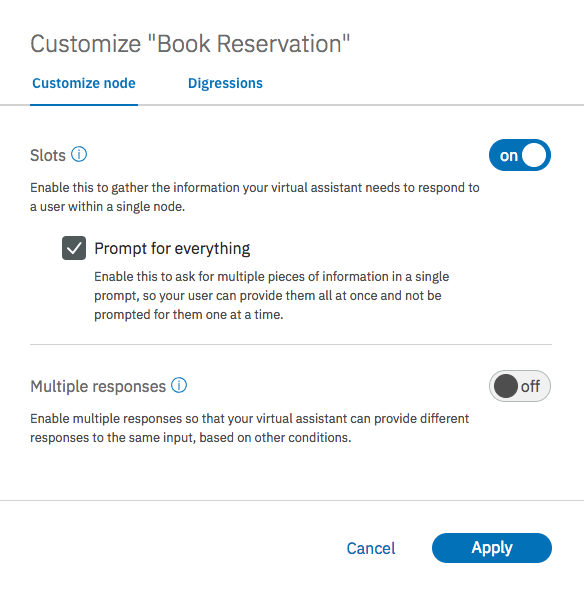 Customize "Book Reservation"
Customize node
Digressions
Slots
on
Enable this to gather the information your virtual assistant needs to respond to
a user within a single node.
Prompt for everything
Enable this to ask for multiple pieces of information in a single
prompt, so your user can provide them all at once and not be
prompted for them one at a time.
Multiple responses
off
Enable multiple responses so that your virtual assistant can provide different
responses to the same input, based on other conditions.
Cancel
Apply